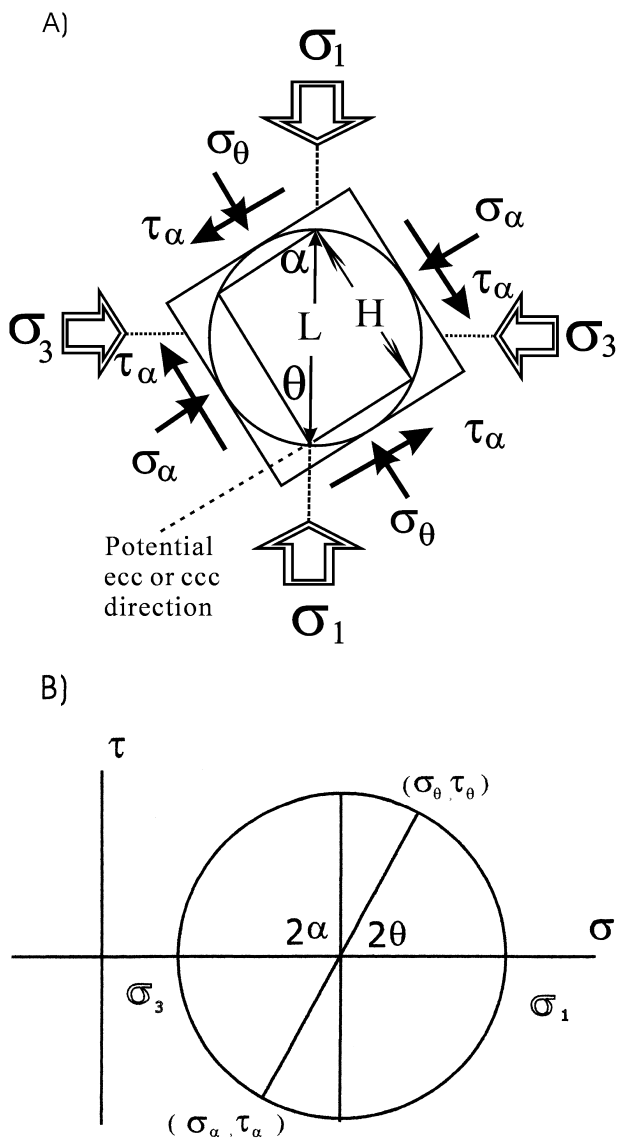 A)
σ1
σθ
τα
σα
τα
α
L
H
θ
σ3
σ3
τα
σα
τα
σθ
Potential
ecc or ccc
direction
σ1
B)
τ
(σθ,τθ)
2α
2θ
σ
σ3
σ1
(σα,τα)